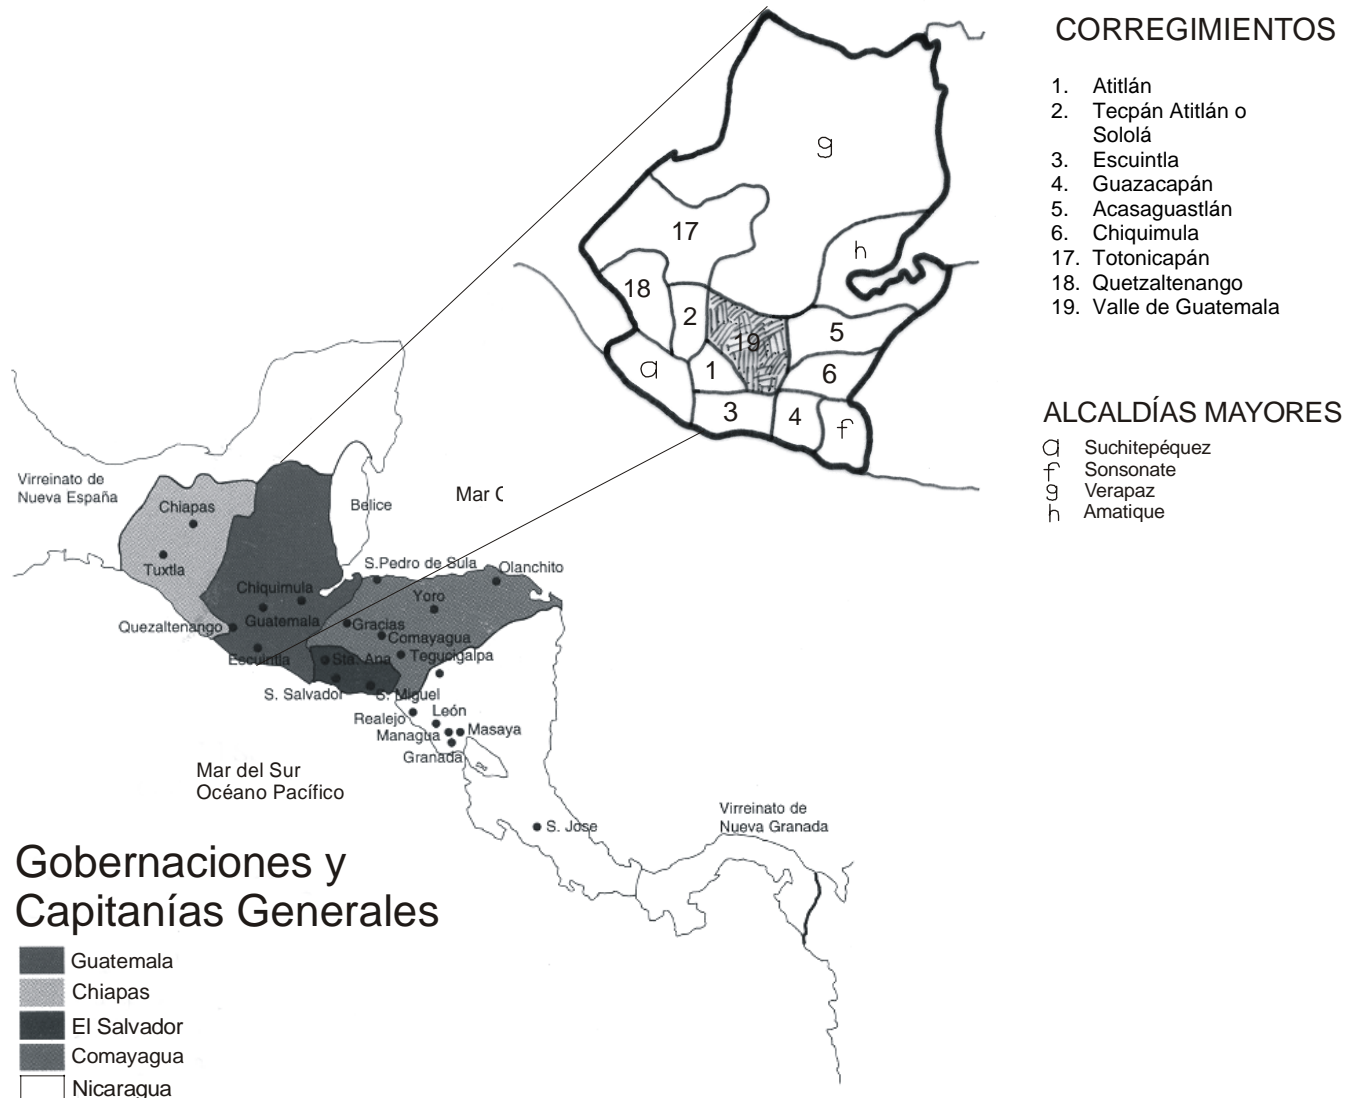 CORREGIMIENTOS
1. Atitlán
2. Tecpán Atitlán o
Sololá
3. Escuintla
4. Guazacapán
5. Acasaguastlán
6. Chiquimula
17. Totonicapán
18. Quetzaltenango
19. Valle de Guatemala
ALCALDÍAS MAYORES
a Suchitepéquez
f Sonsonate
g Verapaz
h Amatique
g
17
h
18
2
19
5
a
1
6
3
4
f
Virreinato de
Nueva España
Chiapas
Belice
Mar C
Tuxtla
S.Pedro de Sula
Olanchito
Chiquimula
Yoro
Quezaltenango
Guatemala
Gracias
Comayagua
Escuintla
Sta. Ana
Tegucigalpa
S. Salvador
S. Miguel
Realejo
León
Managua
Masaya
Granada
Mar del Sur
Océano Pacífico
S. Jose
Virreinato de
Nueva Granada
Gobernaciones y
Capitanías Generales
Guatemala
Chiapas
El Salvador
Comayagua
Nicaragua